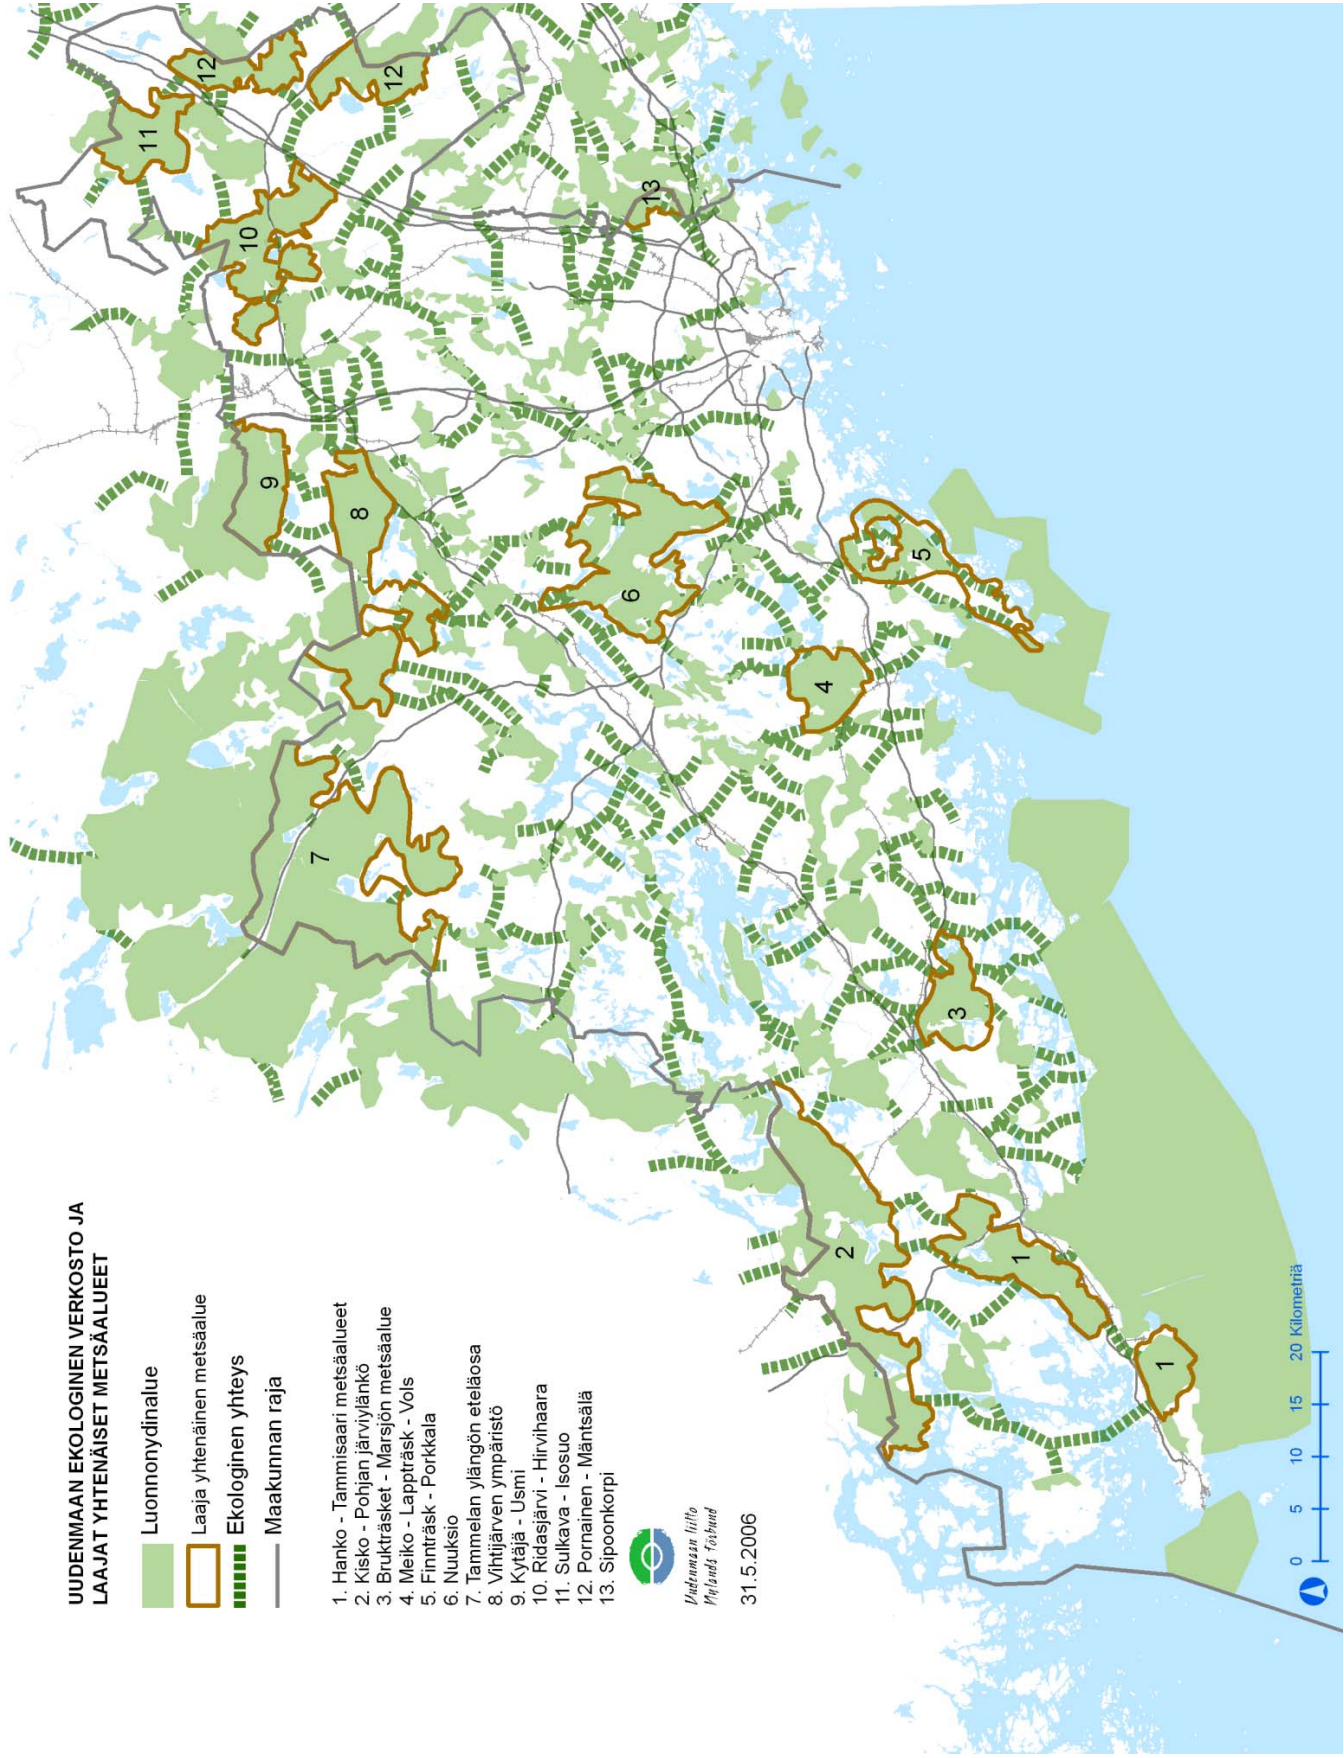 UUDENMAAN EKOLOGINEN VERKOSTO JA
LAAJAT YHTENÄISET METSÄALUEET
Luonnonydinalue
Laaja yhtenäinen metsäalue
Ekologinen yhteys
Maakunnan raja
1. Hanko - Tammisaari metsäalueet
2. Kisko - Pohjan järviylänkö
3. Brukträsket - Marsjön metsäalue
4. Meiko - Lappträsk - Vols
5. Finnträsk - Porkkala
6. Nuuksio
7. Tammelan ylängön eteläosa
8. Vihtijärven ympäristö
9. Kytäjä - Usmi
10. Ridasjärvi - Hirvihaara
11. Sulkava - Isosuo
12. Pornainen - Mäntsälä
13. Sipoonkorpi
Uudenmaan liitto
Nylands förbund
31.5.2006
0 5 10 15 20 Kilometriä
1
1
2
3
4
5
6
7
8
9
10
11
12
12
13